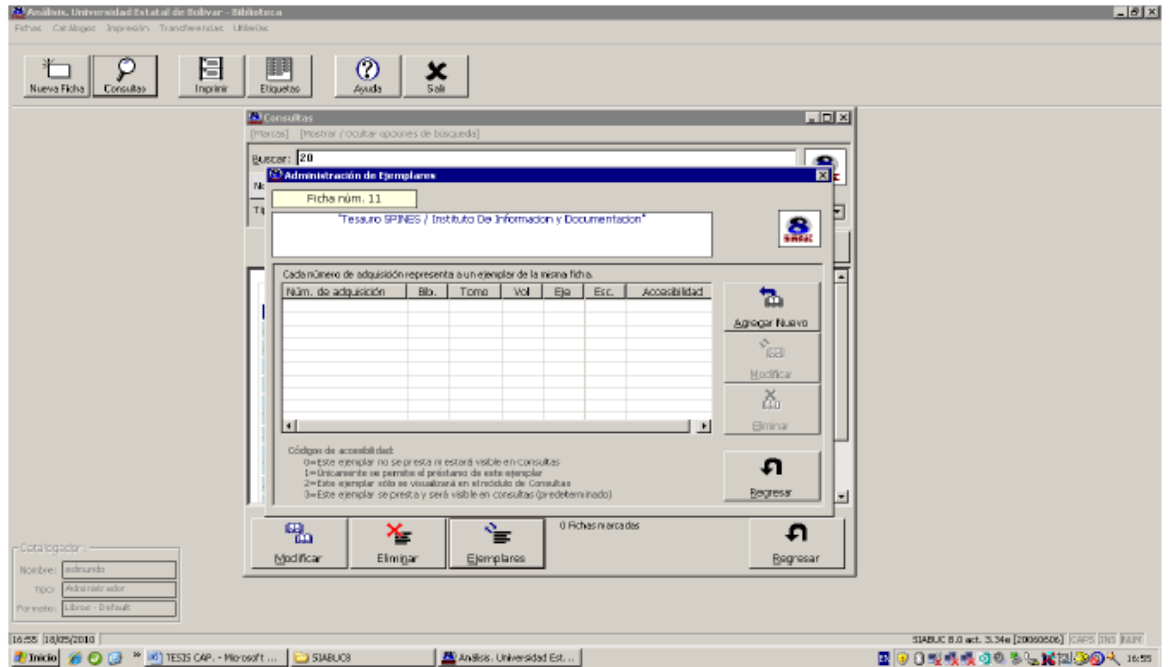 Análisis. Universidad Estatal de Bolivar - Biblioteca
Fichas Catálogos Impresión Transferencias Utilerías
Nueva Ficha Consultas Imprimir Etiquetas Ayuda Salir
Consultas
[Marcas] [Mostrar / ocultar opciones de búsqueda]
Buscar: 20
Administración de Ejemplares
Ficha núm. 11
"Tesauro SPINES / Instituto De Informacion y Documentacion"
SIABUC
Cada número de adquisición representa a un ejemplar de la misma ficha.
Núm. de adquisición Bib. Tomo Vol Eje Esc. Accesibilidad
Agregar Nuevo
Modificar
Eliminar
Códigos de accesibilidad:
0=Este ejemplar no se presta ni estará visible en Consultas
1=Únicamente se permite el préstamo de este ejemplar
2=Este ejemplar sólo se visualizará en el módulo de Consultas
3=Este ejemplar se presta y será visible en consultas (predeterminado)
Regresar
0 Fichas marcadas
Modificar Eliminar Ejemplares Regresar
Catalogador:
Nombre: edmundo
Tipo: Administrador
Formato: Libros - Default
16:55 18/05/2010 SIABUC 8.0 act. 3.34e [20060606] CAPS INS NUM
Inicio TESIS CAP. - Microsoft ... SIABUC8 Análisis. Universidad Est... 16:55